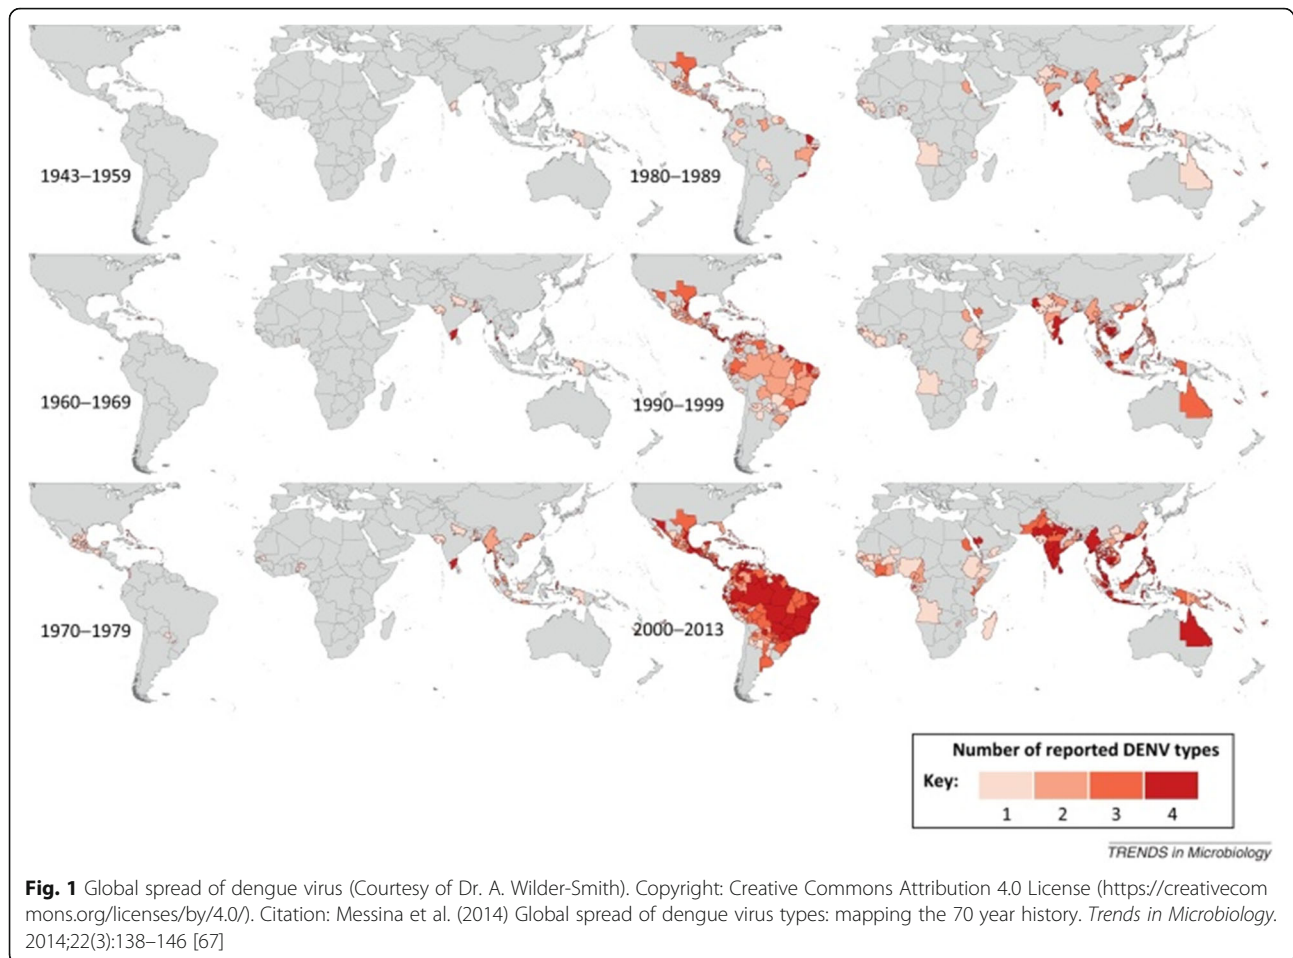 1943–1959
1980–1989
1960–1969
1990–1999
1970–1979
2000–2013
Number of reported DENV types
Key:
1 2 3 4
TRENDS in Microbiology
Fig. 1 Global spread of dengue virus (Courtesy of Dr. A. Wilder-Smith). Copyright: Creative Commons Attribution 4.0 License (https://creativecom
mons.org/licenses/by/4.0/). Citation: Messina et al. (2014) Global spread of dengue virus types: mapping the 70 year history. Trends in Microbiology.
2014;22(3):138–146 [67]